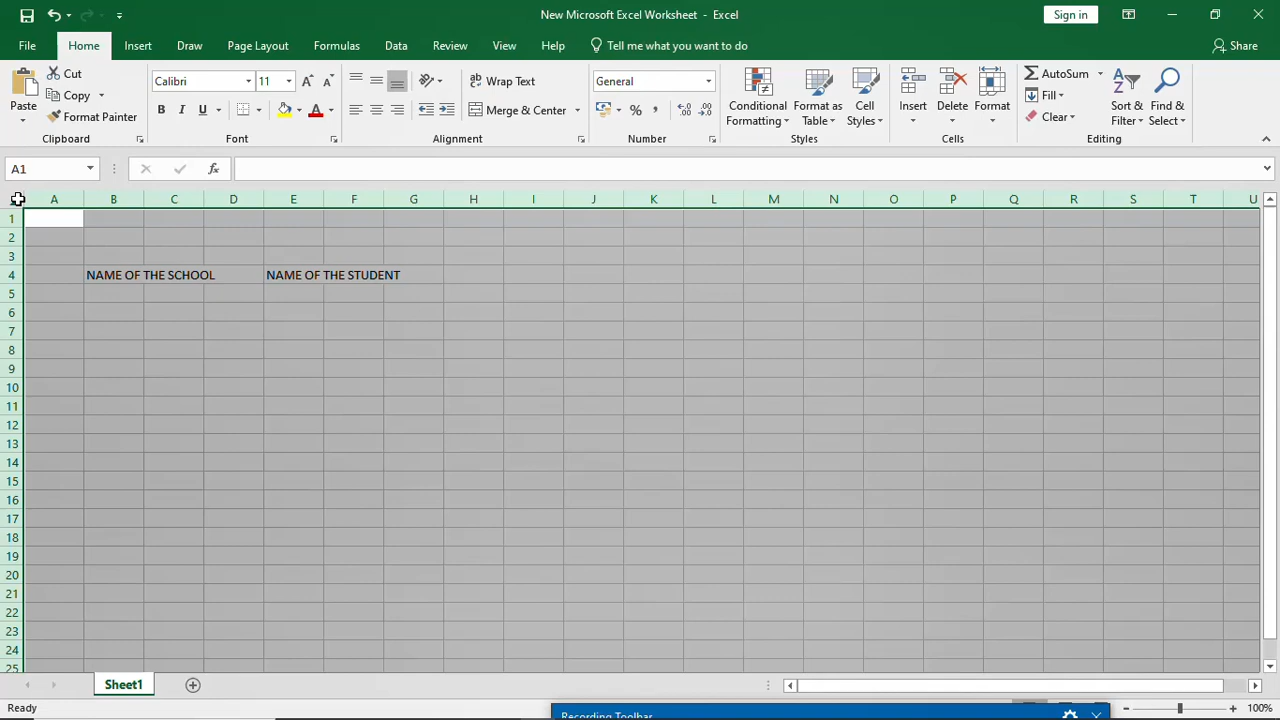 New Microsoft Excel Worksheet - Excel
Sign in
File Home Insert Draw Page Layout Formulas Data Review View Help Tell me what you want to do Share
Paste
Cut
Copy
Format Painter
Clipboard
Calibri 11
B I U
Font
ab Wrap Text
Merge & Center
Alignment
General
%
Number
Conditional Formatting
Format as Table
Cell Styles
Styles
Insert
Delete
Format
Cells
AutoSum
Fill
Clear
Sort & Filter
Find & Select
Editing
A1
fx
A B C D E F G H I J K L M N O P Q R S T U
1
2
3
4 NAME OF THE SCHOOL NAME OF THE STUDENT
5
6
7
8
9
10
11
12
13
14
15
16
17
18
19
20
21
22
23
24
25
Sheet1
Ready
Recording Toolbar
100%